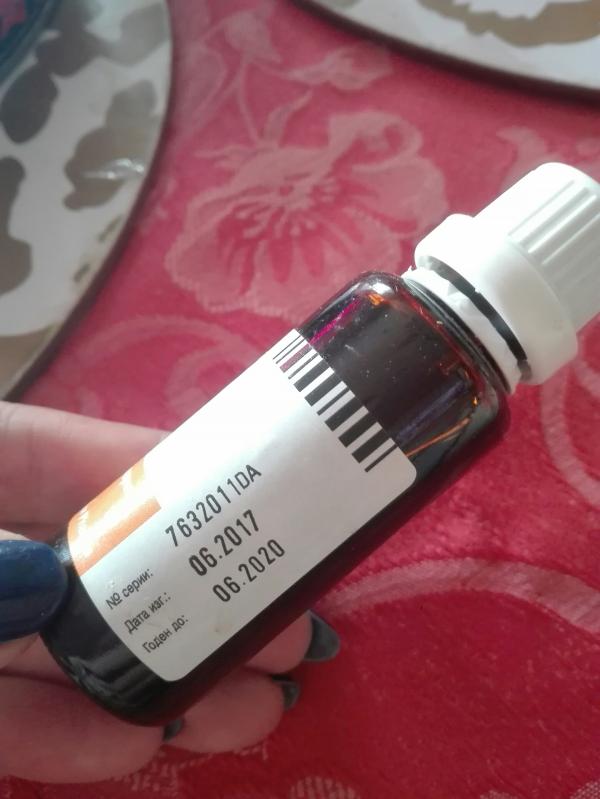 № серии: 7632011DA
Дата изг.: 06.2017
Годен до: 06.2020